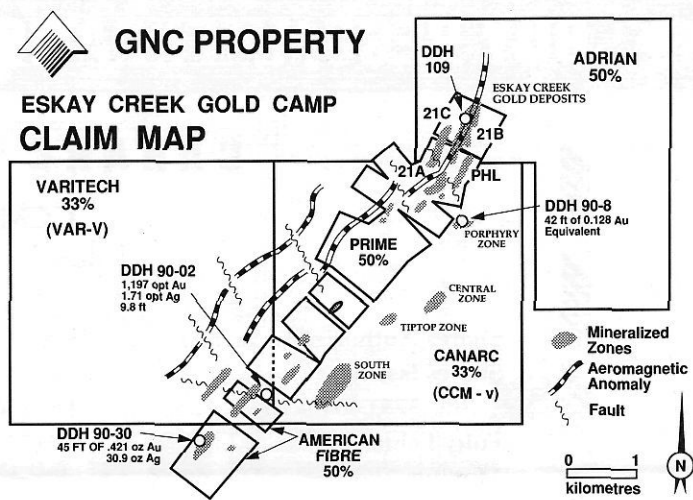 GNC PROPERTY
ESKAY CREEK GOLD CAMP
CLAIM MAP
DDH
109
ADRIAN
50%
ESKAY CREEK
GOLD DEPOSITS
21C
21B
21A
PHL
VARITECH
33%
(VAR-V)
DDH 90-8
42 ft of 0.128 Au
Equivalent
PORPHYRY
ZONE
PRIME
50%
DDH 90-02
1,197 opt Au
1.71 opt Ag
9.8 ft
CENTRAL
ZONE
TIPTOP ZONE
SOUTH
ZONE
CANARC
33%
(CCM - v)
Mineralized
Zones
Aeromagnetic
Anomaly
Fault
DDH 90-30
45 FT OF .421 oz Au
30.9 oz Ag
AMERICAN
FIBRE
50%
0 1
kilometres
N